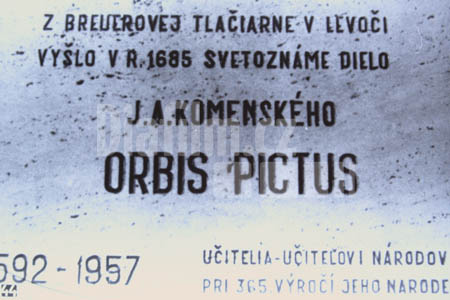 Z BREUEROVEJ TLAČIARNE V LEVOČI
VYŠLO V R. 1685 SVETOZNÁME DIELO
J. A. KOMENSKÉHO
ORBIS PICTUS
592 - 1957
UČITELIA-UČITEĽOVI NÁRODOV
PRI 365 VÝROČÍ JEHO NARODE